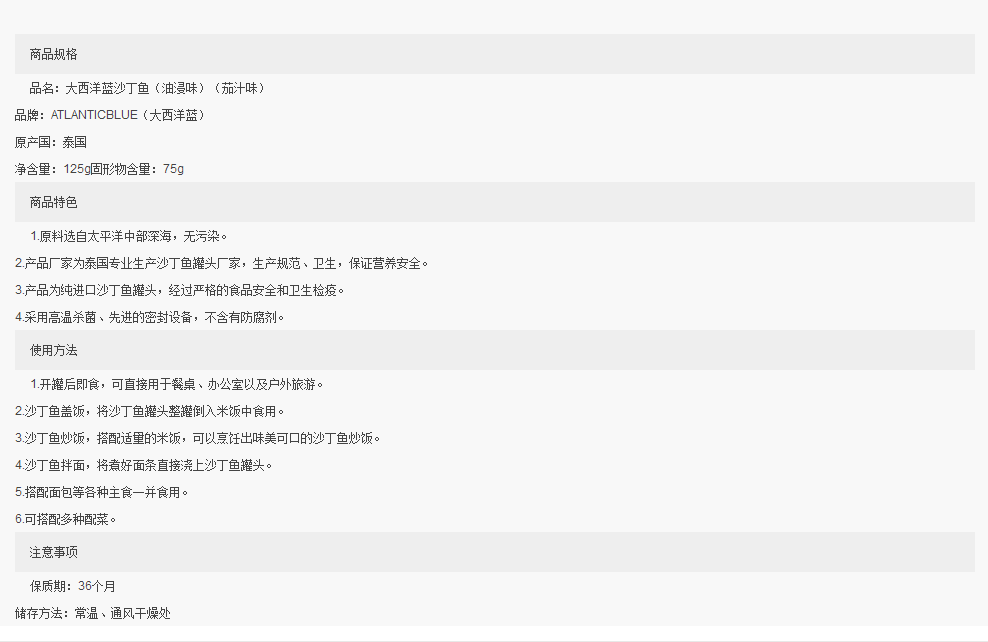 商品规格
品名：大西洋蓝沙丁鱼（油浸味）（茄汁味）
品牌：ATLANTICBLUE（大西洋蓝）
原产国：泰国
净含量：125g固形物含量：75g
商品特色
1.原料选自太平洋中部深海，无污染。
2.产品厂家为泰国专业生产沙丁鱼罐头厂家，生产规范、卫生，保证营养安全。
3.产品为纯进口沙丁鱼罐头，经过严格的食品安全和卫生检疫。
4.采用高温杀菌、先进的密封设备，不含有防腐剂。
使用方法
1.开罐后即食，可直接用于餐桌、办公室以及户外旅游。
2.沙丁鱼盖饭，将沙丁鱼罐头整罐倒入米饭中食用。
3.沙丁鱼炒饭，搭配适量的米饭，可以烹饪出味美可口的沙丁鱼炒饭。
4.沙丁鱼拌面，将煮好面条直接浇上沙丁鱼罐头。
5.搭配面包等各种主食一并食用。
6.可搭配多种配菜。
注意事项
保质期：36个月
储存方法：常温、通风干燥处